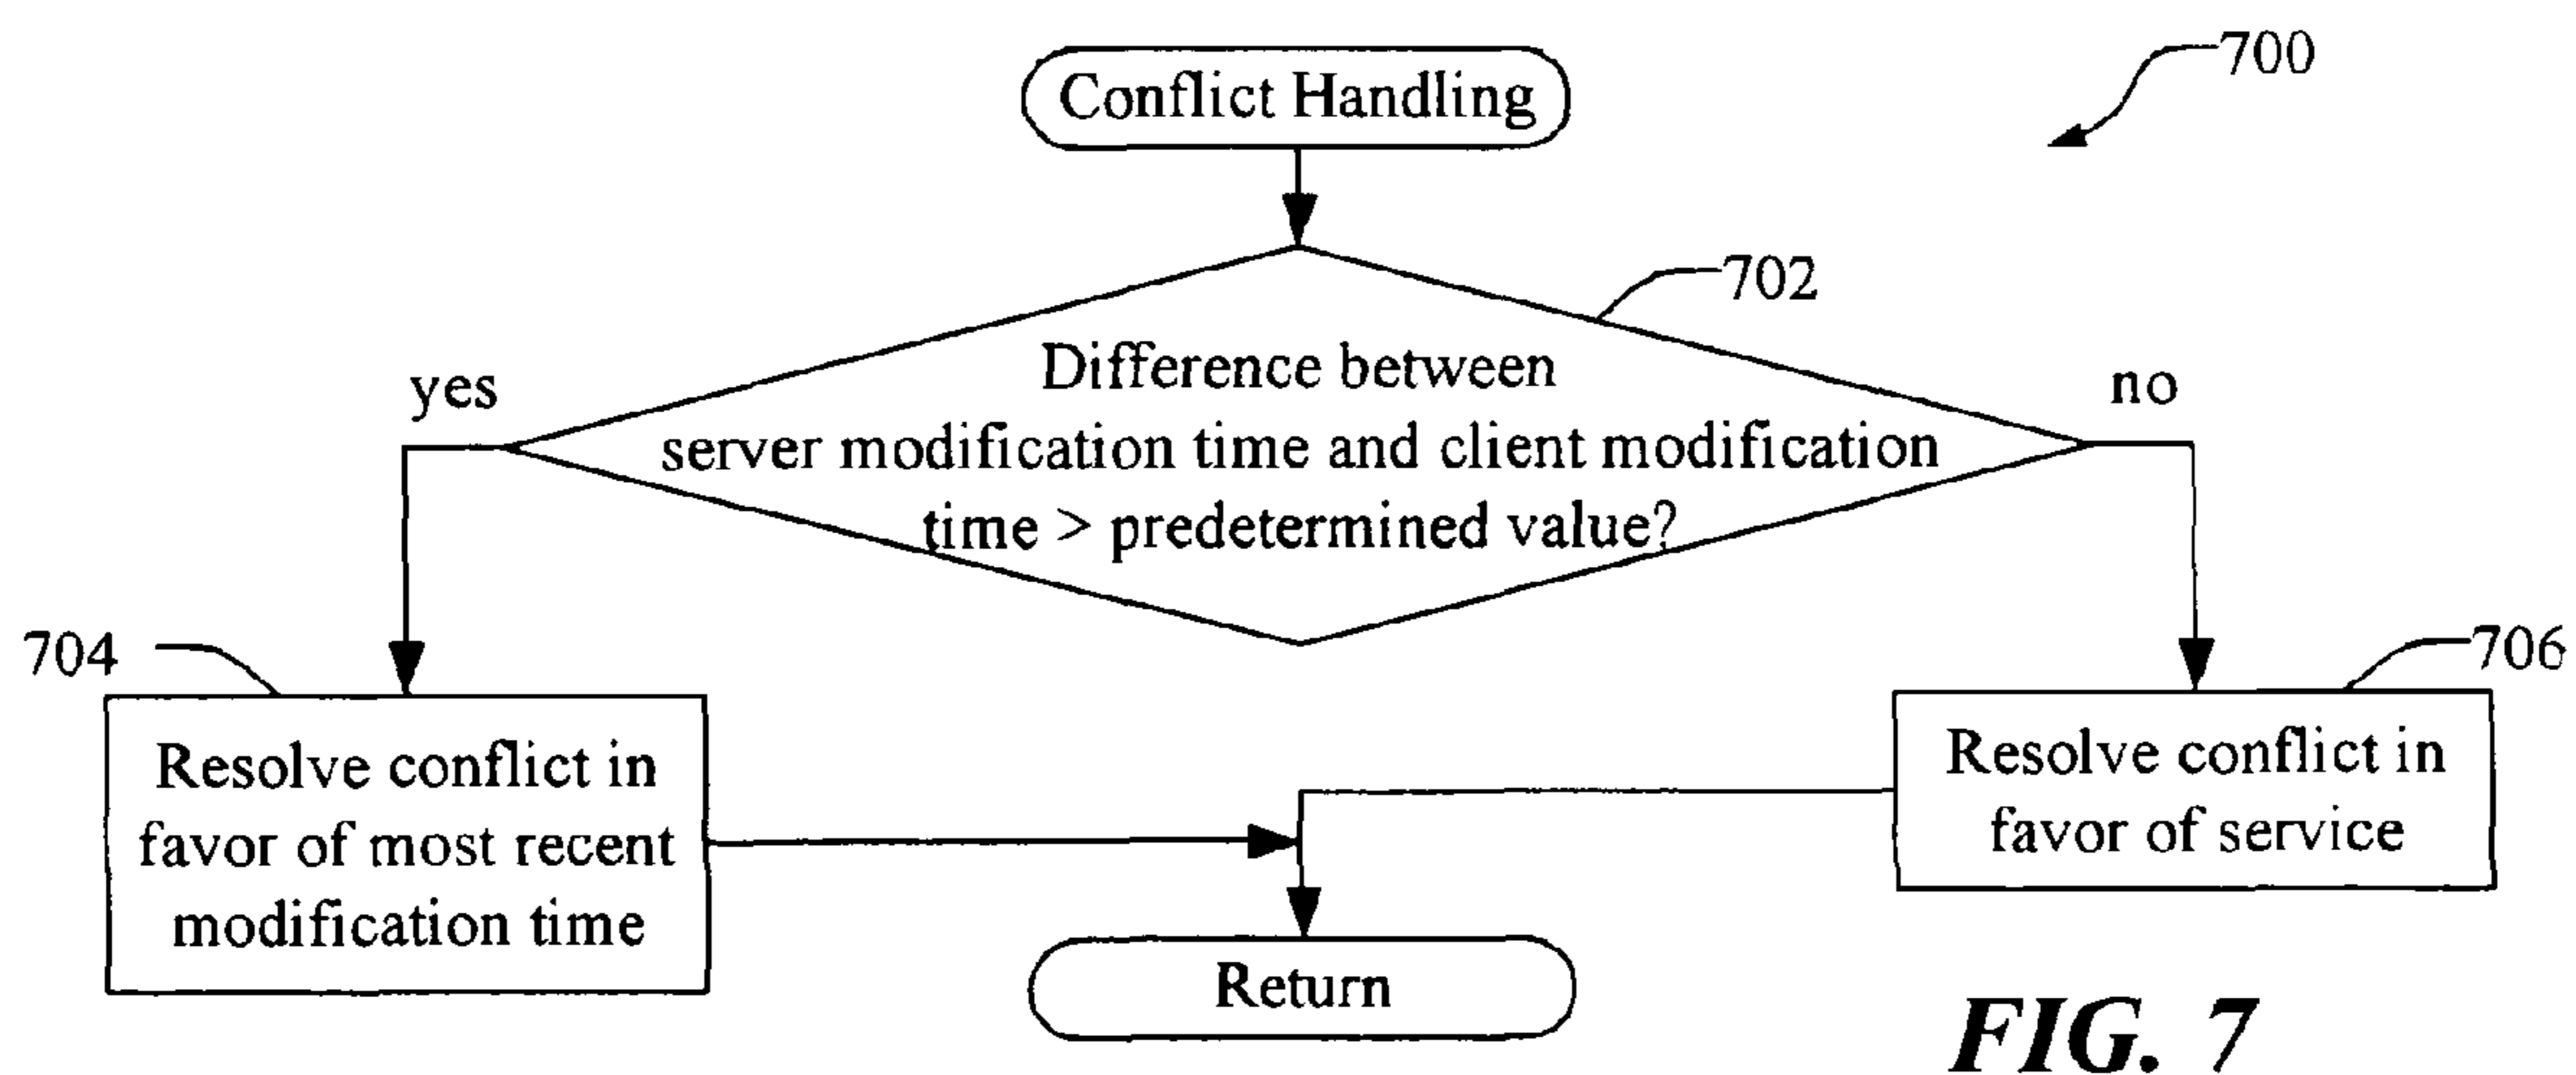 700
Conflict Handling
702
Difference between
server modification time and client modification
time > predetermined value?
yes
no
704
Resolve conflict in
favor of most recent
modification time
706
Resolve conflict in
favor of service
Return
FIG. 7